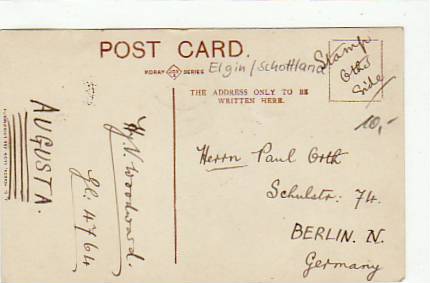 POST CARD.
MORAY SERIES
Elgin/Schottland
Stamp
Other
Side
THE ADDRESS ONLY TO BE
WRITTEN HERE.
10,-
AUGUSTA.
H. V. Woodward.
4764
Herrn Paul Orth
Schulstr. 74.
BERLIN. N.
Germany